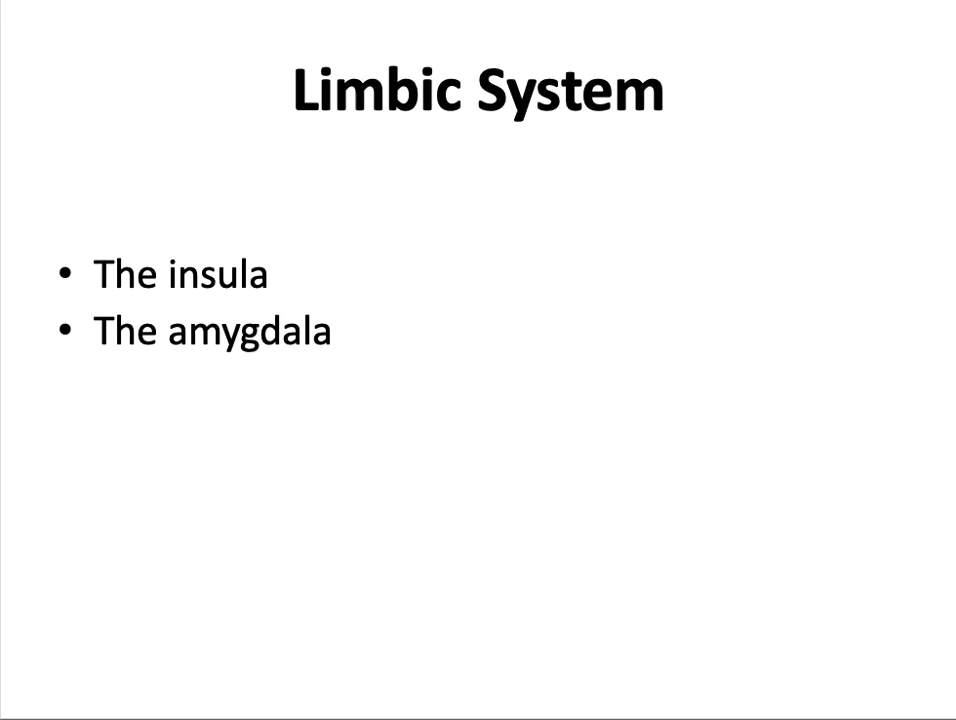 Limbic System
• The insula
• The amygdala